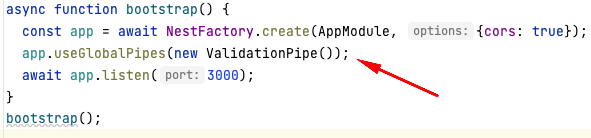 async function bootstrap() {
  const app = await NestFactory.create(AppModule, options: {cors: true});
  app.useGlobalPipes(new ValidationPipe());
  await app.listen( port: 3000);
}
bootstrap();